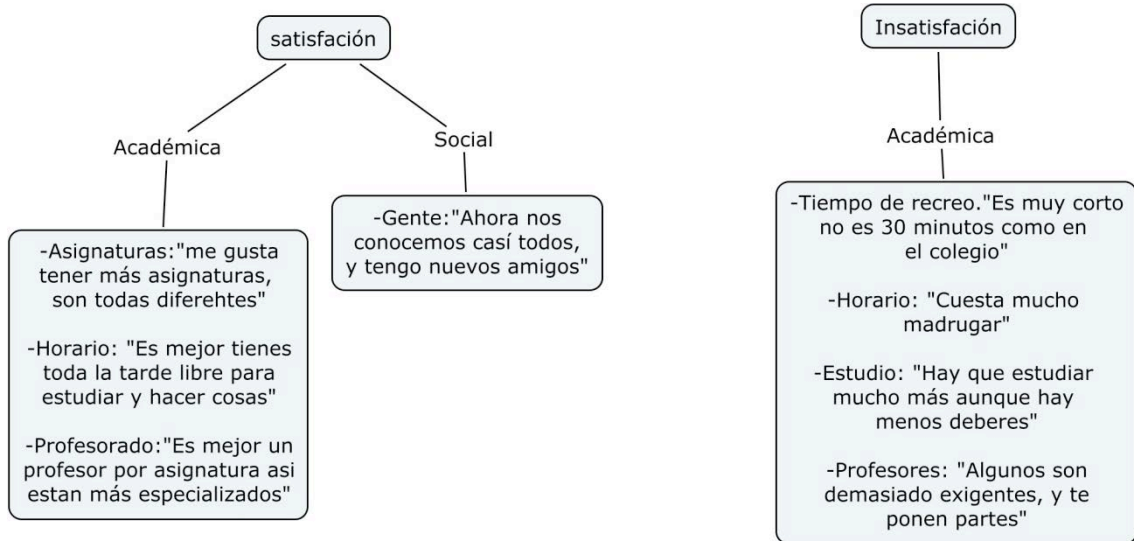 satisfación
Académica
Social
-Asignaturas:"me gusta
tener más asignaturas,
son todas diferehtes"
-Horario: "Es mejor tienes
toda la tarde libre para
estudiar y hacer cosas"
-Profesorado:"Es mejor un
profesor por asignatura asi
estan más especializados"
-Gente:"Ahora nos
conocemos casí todos,
y tengo nuevos amigos"
Insatisfación
Académica
-Tiempo de recreo."Es muy corto
no es 30 minutos como en
el colegio"
-Horario: "Cuesta mucho
madrugar"
-Estudio: "Hay que estudiar
mucho más aunque hay
menos deberes"
-Profesores: "Algunos son
demasiado exigentes, y te
ponen partes"